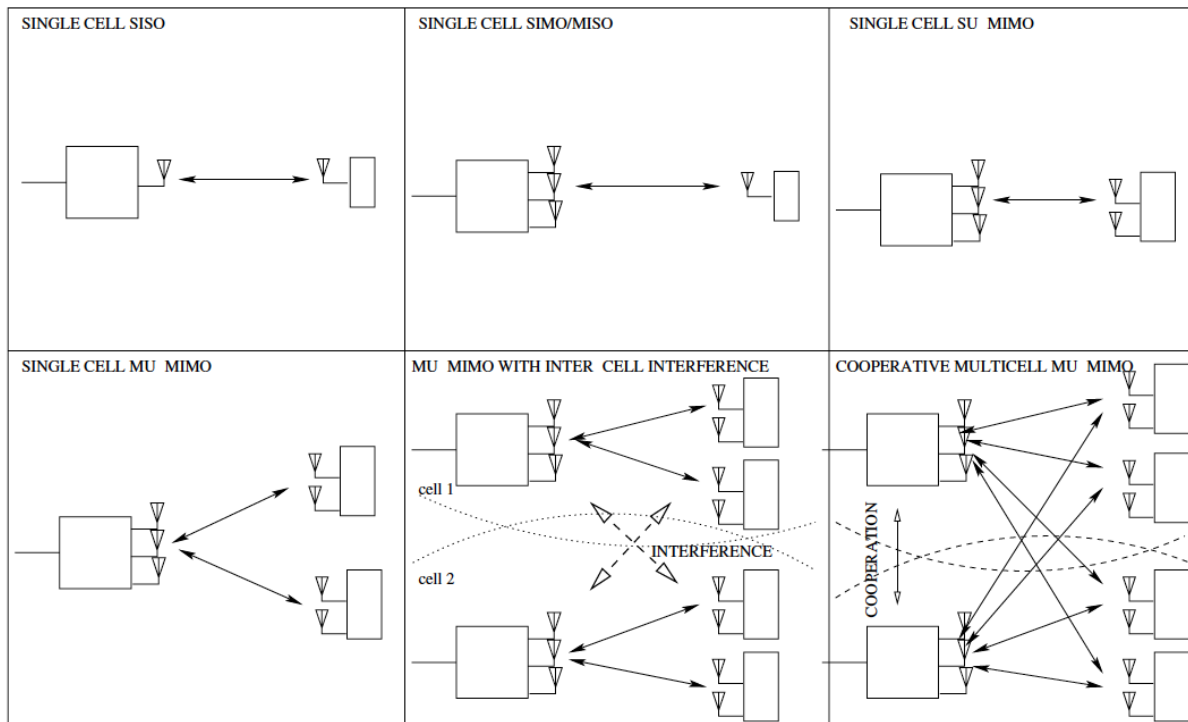 SINGLE CELL SISO
SINGLE CELL SIMO/MISO
SINGLE CELL SU MIMO
SINGLE CELL MU MIMO
MU MIMO WITH INTER CELL INTERFERENCE
cell 1
INTERFERENCE
cell 2
COOPERATIVE MULTICELL MU MIMO
COOPERATION